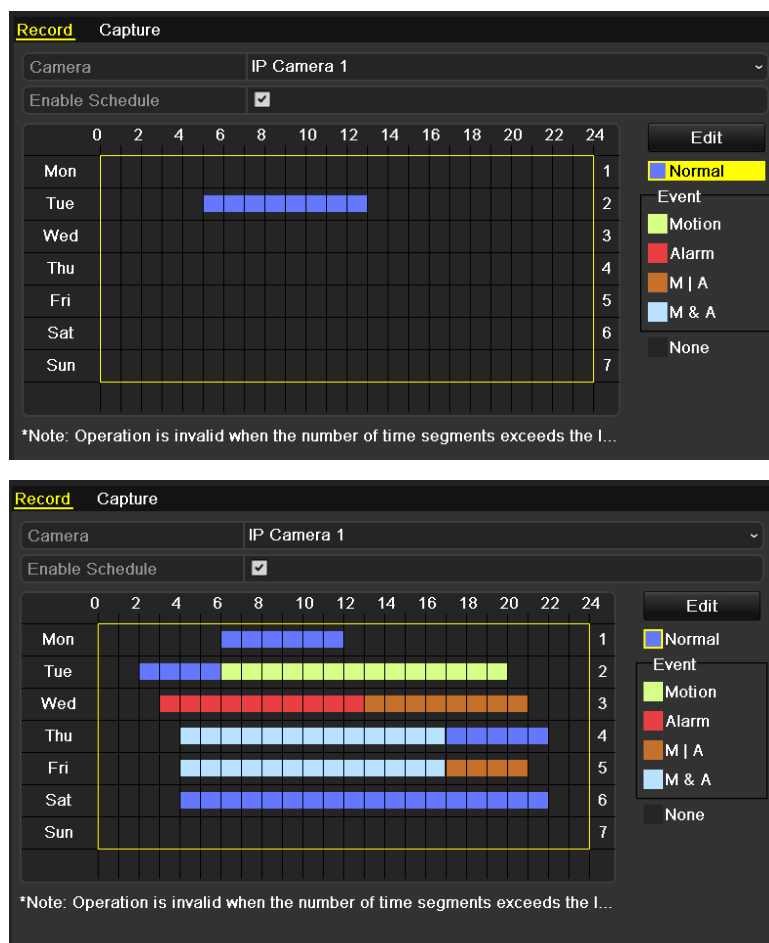 Record Capture
Camera IP Camera 1
Enable Schedule
0 2 4 6 8 10 12 14 16 18 20 22 24
Edit
Mon 1
Normal
Tue 2
Event
Motion
Wed 3
Alarm
Thu 4
M | A
Fri 5
M & A
Sat 6
None
Sun 7
*Note: Operation is invalid when the number of time segments exceeds the l...
Record Capture
Camera IP Camera 1
Enable Schedule
0 2 4 6 8 10 12 14 16 18 20 22 24
Edit
Mon 1
Normal
Tue 2
Event
Motion
Wed 3
Alarm
Thu 4
M | A
Fri 5
M & A
Sat 6
None
Sun 7
*Note: Operation is invalid when the number of time segments exceeds the l...